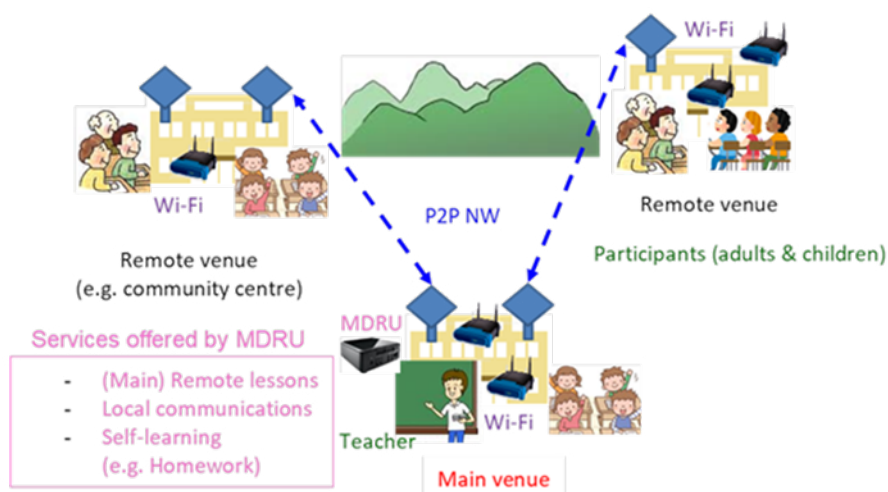 Wi-Fi
Wi-Fi
P2P NW
Remote venue
Remote venue
(e.g. community centre)
Participants (adults & children)
MDRU
Services offered by MDRU
- (Main) Remote lessons
- Local communications
- Self-learning
(e.g. Homework)
Wi-Fi
Teacher
Main venue